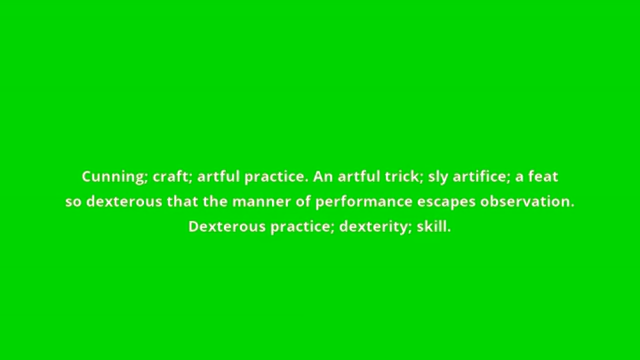 Cunning; craft; artful practice. An artful trick; sly artifice; a feat
so dexterous that the manner of performance escapes observation.
Dexterous practice; dexterity; skill.